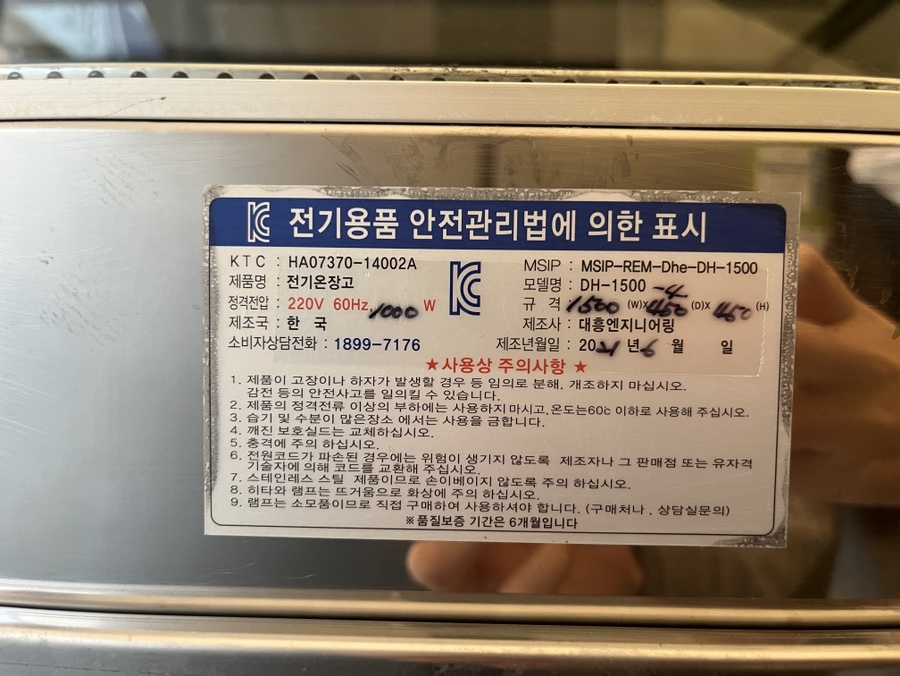 KC 전기용품 안전관리법에 의한 표시
KTC : HA07370-14002A
제품명 : 전기온장고
정격전압 : 220V 60Hz, 1000 W
제조국 : 한 국
소비자상담전화 : 1899-7176
KC
MSIP : MSIP-REM-Dhe-DH-1500
모델명 : DH-1500 -4
규 격 1500 (W)X 450 (D)X 450 (H)
제조사 : 대흥엔지니어링
제조년월일 : 2021 년 6 월 일
★사용상 주의사항 ★
1. 제품이 고장이나 하자가 발생할 경우 등 임의로 분해, 개조하지 마십시오.
감전 등의 안전사고를 일의킬 수 있습니다.
2. 제품의 정격전류 이상의 부하에는 사용하지 마시고,온도는60c 이하로 사용해 주십시오.
3. 습기 및 수분이 많은장소 에서는 사용을 금합니다.
4. 깨진 보호실드는 교체하십시오.
5. 충격에 주의 하십시오.
6. 전원코드가 파손된 경우에는 위험이 생기지 않도록 제조자나 그 판매점 또는 유자격
기술자에 의해 코드를 교환해 주십시오.
7. 스테인레스 스틸 제품이므로 손이베이지 않도록 주의 하십시오.
8. 히타와 램프는 뜨거움으로 화상에 주의 하십시오.
9. 램프는 소모품이므로 직접 구매하여 사용하셔야 합니다. (구매처나 , 상담실문의)
※ 품질보증 기간은 6개월입니다